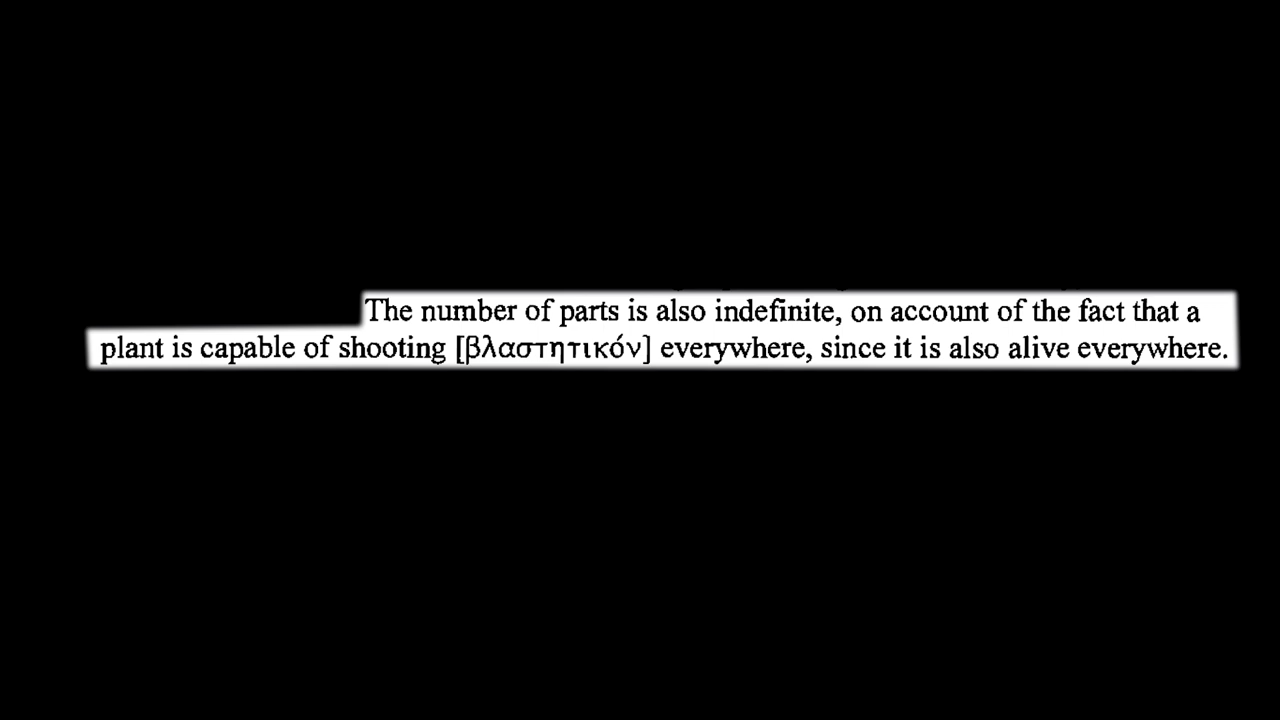 The number of parts is also indefinite, on account of the fact that a
plant is capable of shooting [βλαστητικόν] everywhere, since it is also alive everywhere.